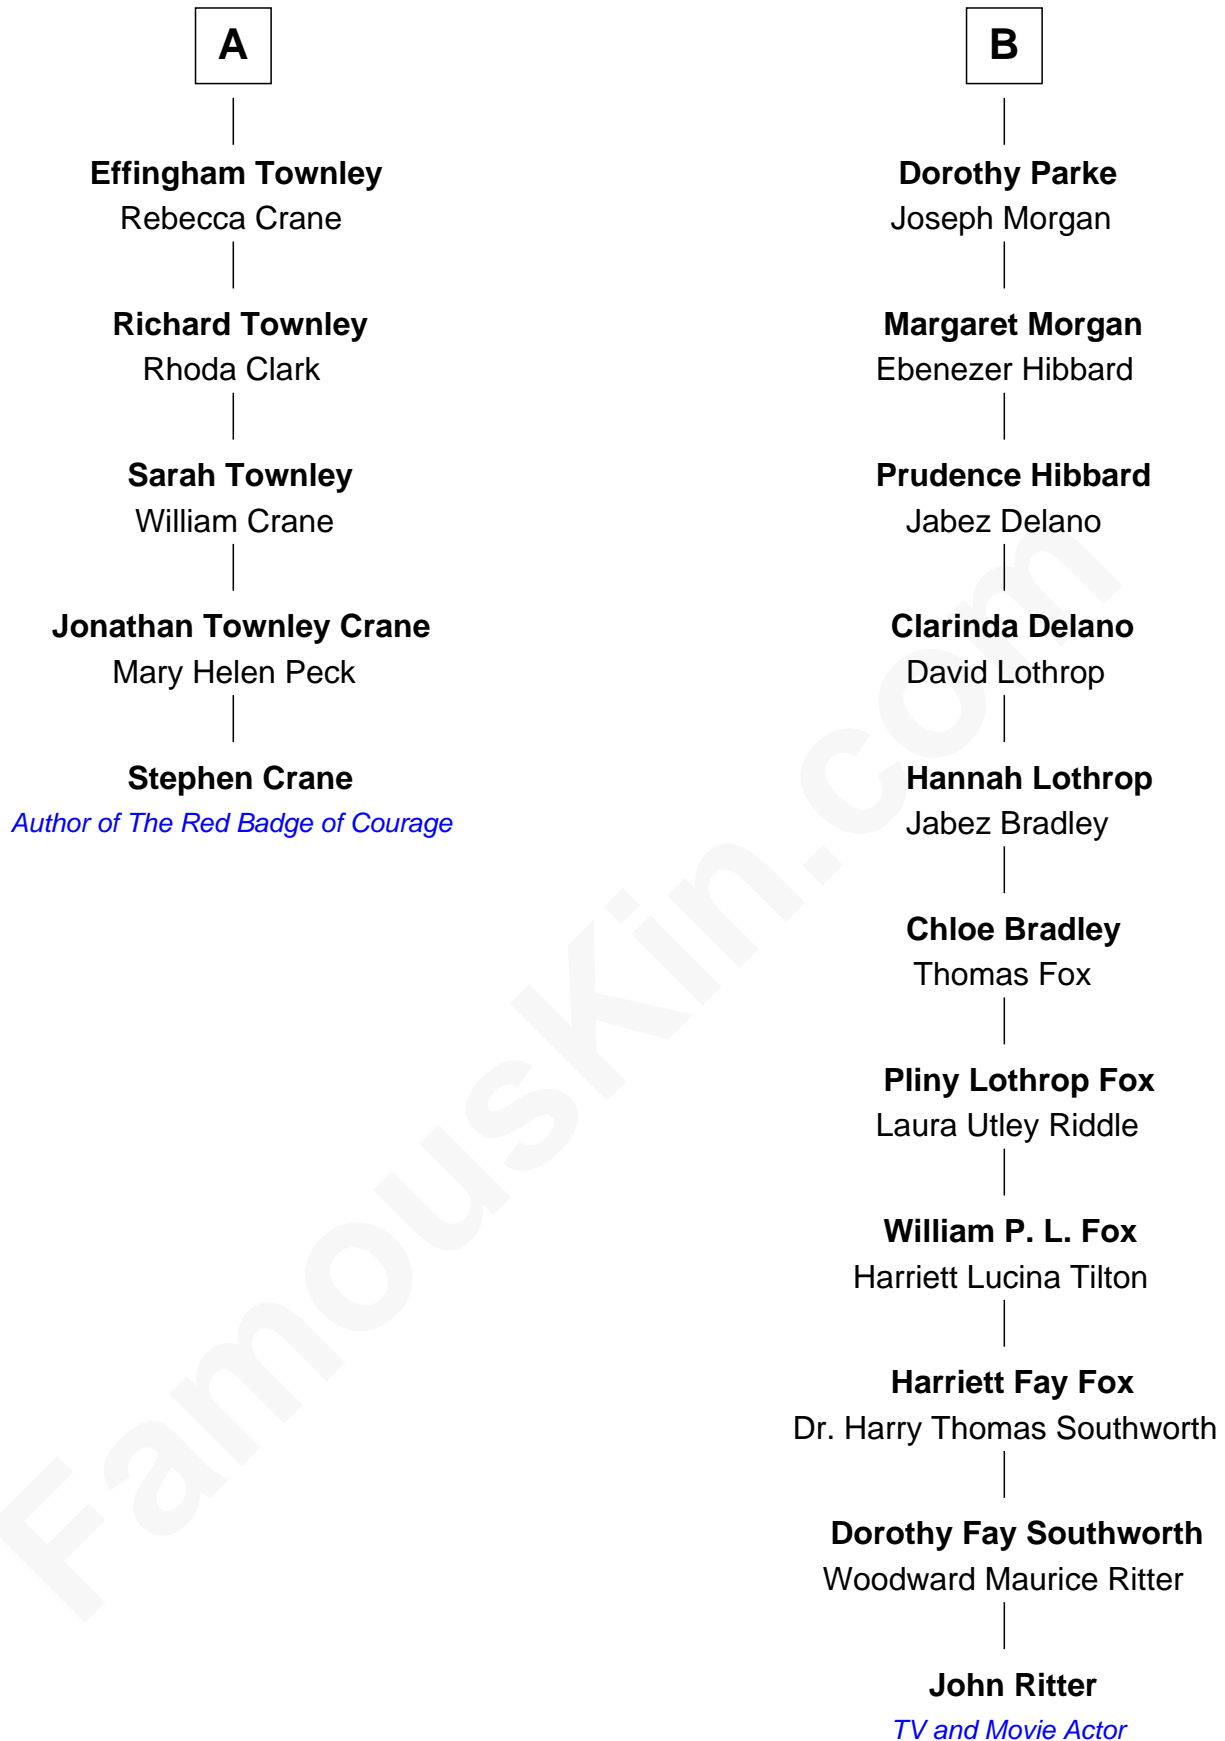 A
Effingham Townley
Rebecca Crane
Richard Townley
Rhoda Clark
Sarah Townley
William Crane
Jonathan Townley Crane
Mary Helen Peck
Stephen Crane
Author of The Red Badge of Courage
B
Dorothy Parke
Joseph Morgan
Margaret Morgan
Ebenezer Hibbard
Prudence Hibbard
Jabez Delano
Clarinda Delano
David Lothrop
Hannah Lothrop
Jabez Bradley
Chloe Bradley
Thomas Fox
Pliny Lothrop Fox
Laura Utley Riddle
William P. L. Fox
Harriett Lucina Tilton
Harriett Fay Fox
Dr. Harry Thomas Southworth
Dorothy Fay Southworth
Woodward Maurice Ritter
John Ritter
TV and Movie Actor
FamousKin.com